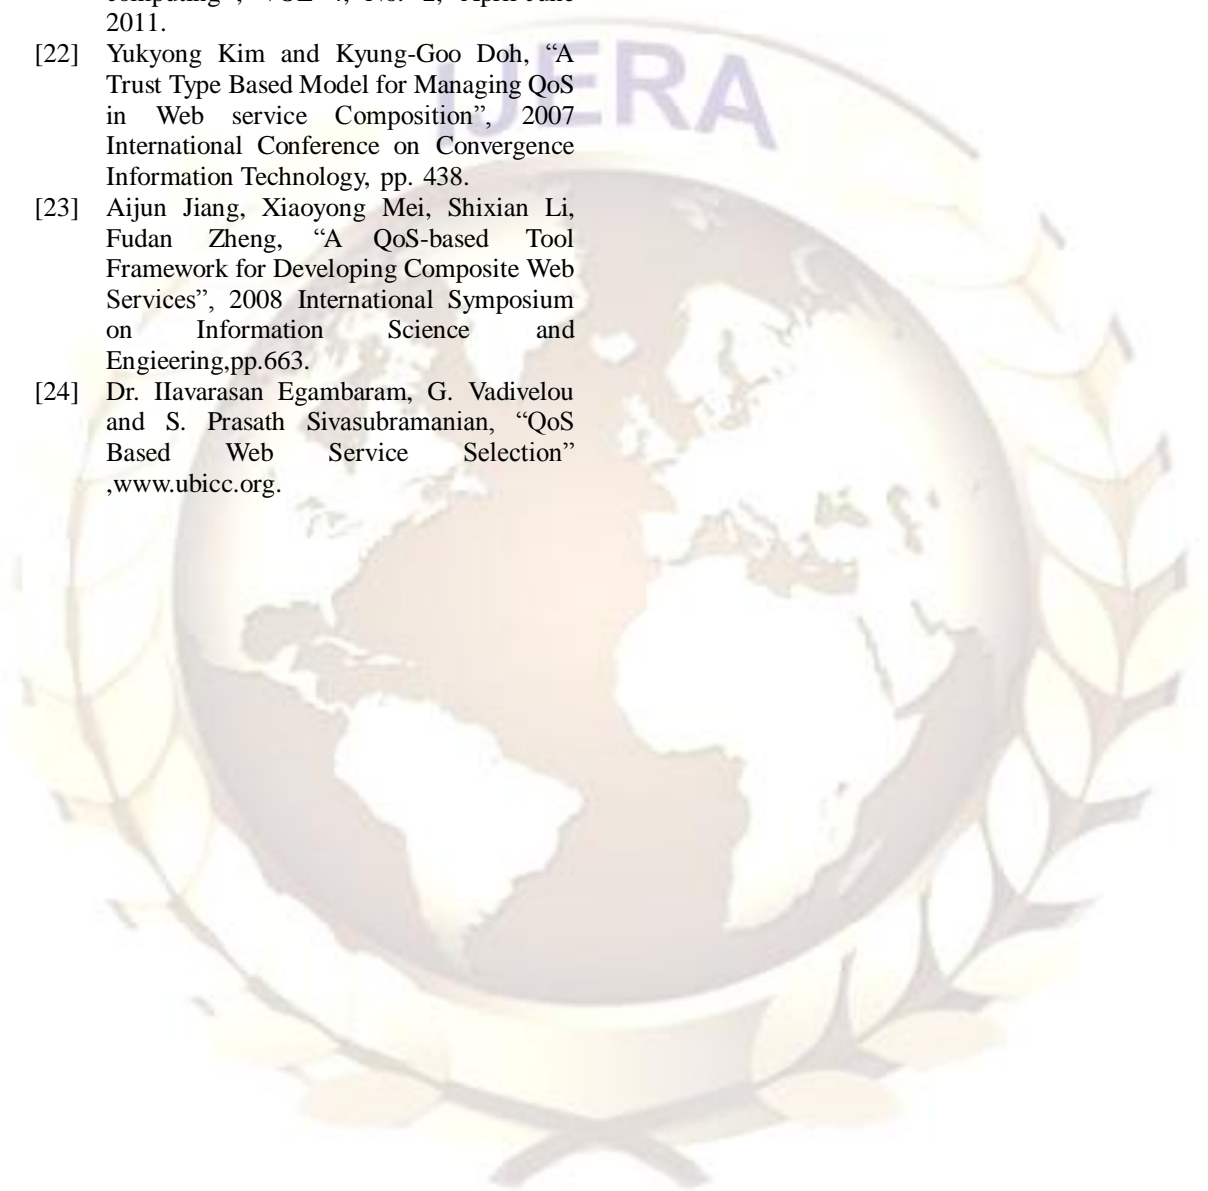 2011.
[22] Yukyong Kim and Kyung-Goo Doh, “A
Trust Type Based Model for Managing QoS
in Web service Composition”, 2007
International Conference on Convergence
Information Technology, pp. 438.
[23] Aijun Jiang, Xiaoyong Mei, Shixian Li,
Fudan Zheng, “A QoS-based Tool
Framework for Developing Composite Web
Services”, 2008 International Symposium
on Information Science and
Engieering,pp.663.
[24] Dr. IIavarasan Egambaram, G. Vadivelou
and S. Prasath Sivasubramanian, “QoS
Based Web Service Selection”
,www.ubicc.org.
IJERA